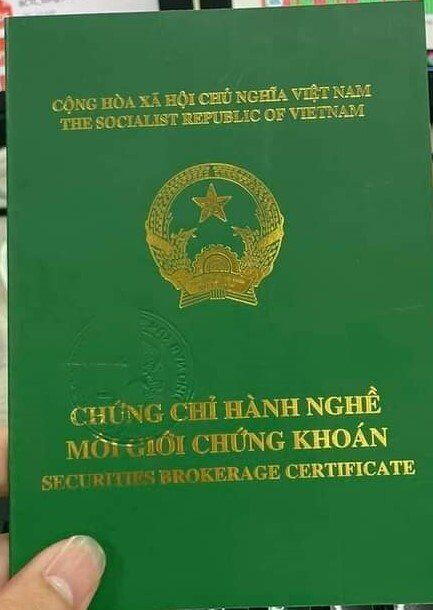 CỘNG HÒA XÃ HỘI CHỦ NGHĨA VIỆT NAM
THE SOCIALIST REPUBLIC OF VIETNAM
CHỨNG CHỈ HÀNH NGHỀ
MÔI GIỚI CHỨNG KHOÁN
SECURITIES BROKERAGE CERTIFICATE